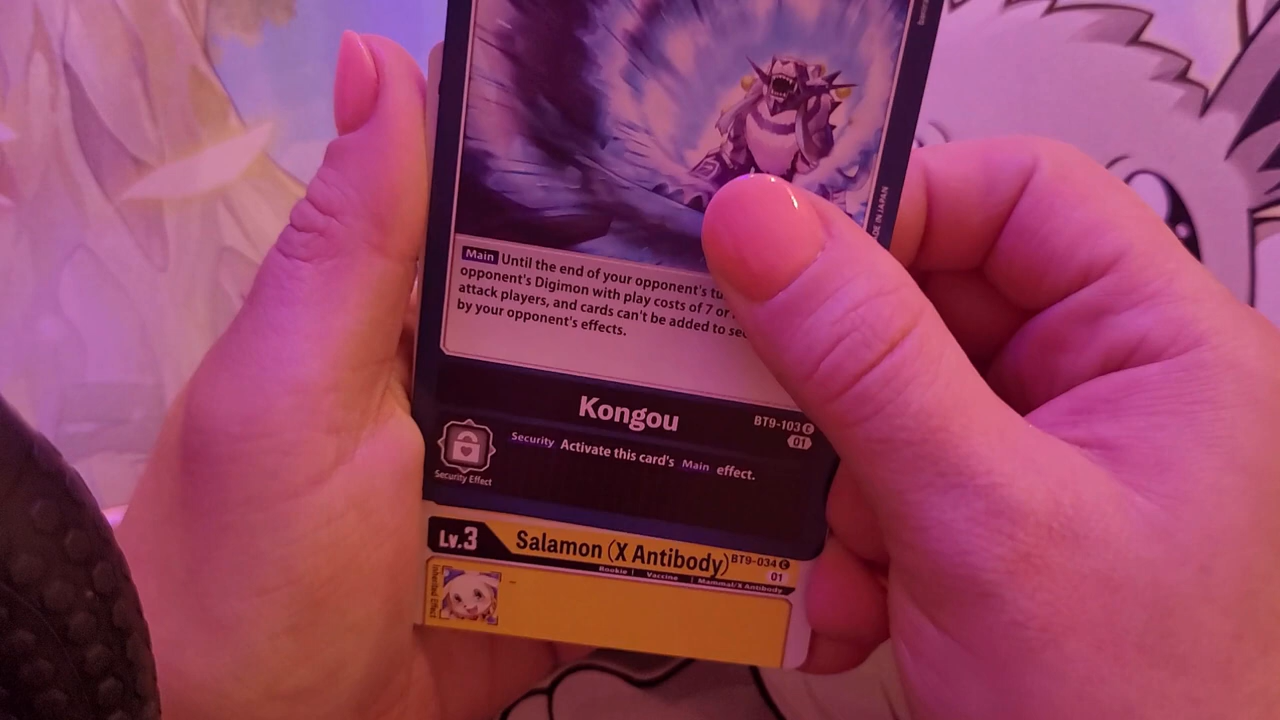 DE IN JAPAN
Main Until the end of your opponent's tu
opponent's Digimon with play costs of 7 or
attack players, and cards can't be added to se
by your opponent's effects.
Kongou
BT9-103 C
01
Security Activate this card's Main effect.
Security Effect
Lv.3 Salamon (X Antibody) BT9-034 C
01
Rookie | Vaccine | Mammal/X Antibody
Inherited Effect
-